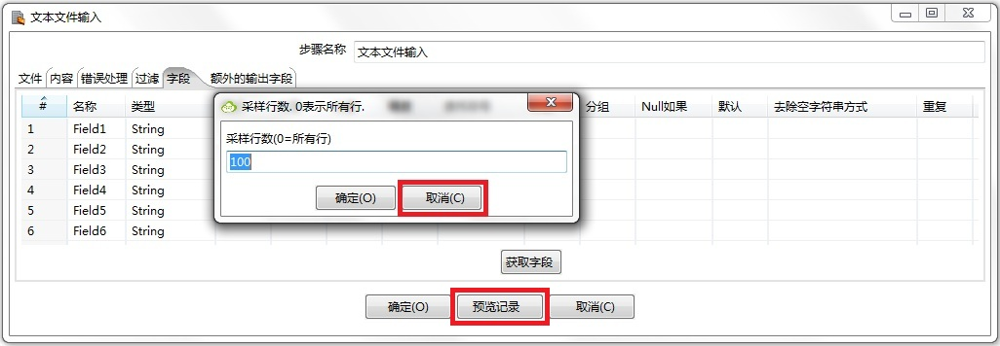 文本文件输入
步骤名称 文本文件输入
文件 内容 错误处理 过滤 字段 额外的输出字段
# 名称 类型 分组 Null如果 默认 去除空字符串方式 重复
采样行数. 0表示所有行.
1 Field1 String
采样行数(0=所有行)
2 Field2 String
100
3 Field3 String
4 Field4 String
确定(O) 取消(C)
5 Field5 String
6 Field6 String
获取字段
确定(O) 预览记录 取消(C)